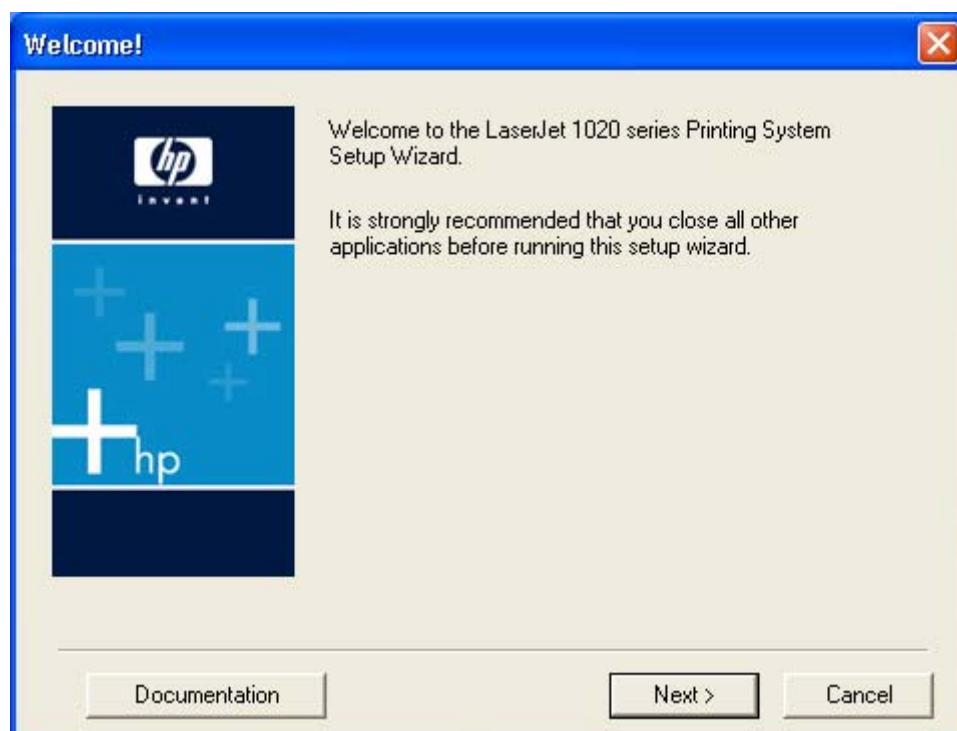 Welcome!
hp
invent
Welcome to the LaserJet 1020 series Printing System
Setup Wizard.
It is strongly recommended that you close all other
applications before running this setup wizard.
hp
Documentation
Next >
Cancel